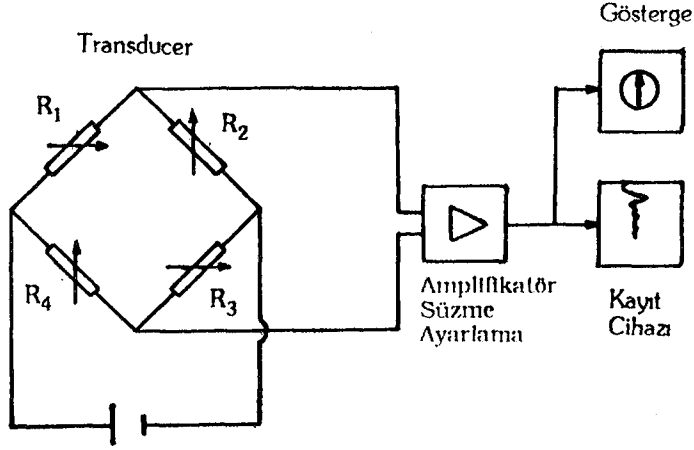 Gösterge
Transducer
R1
R2
R4
R3
Amplifikatör
Süzme
Ayarlama
Kayıt
Cihazı